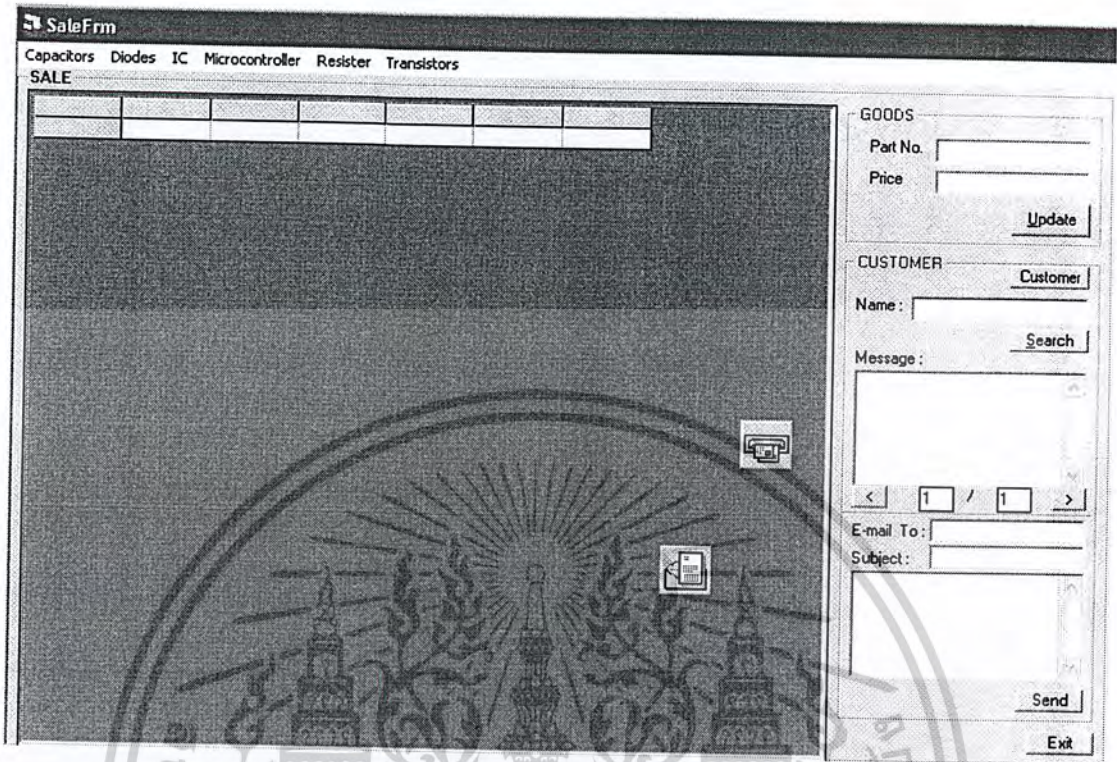 SaleFrm
Capacitors Diodes IC Microcontroller Resister Transistors
SALE
GOODS
Part No.
Price
Update
CUSTOMER
Customer
Name :
Search
Message :
< 1 / 1 >
E-mail To :
Subject :
Send
Exit